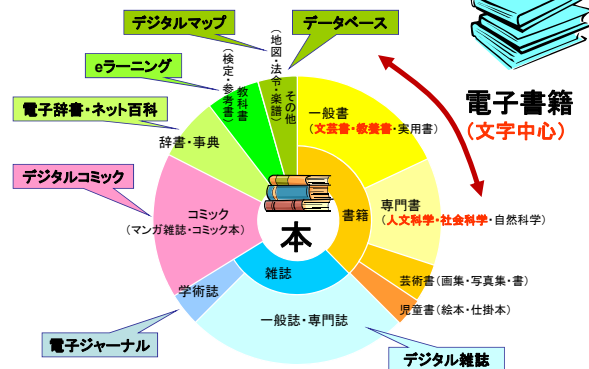 デジタルマップ
データベース
eラーニング
電子辞書・ネット百科
デジタルコミック
電子ジャーナル
デジタル雑誌
電子書籍
(文字中心)
その他
(地図・法令・楽譜)
教科書
(検定・参考書)
辞書・事典
コミック
(マンガ雑誌・コミック本)
学術誌
一般誌・専門誌
雑誌
本
書籍
一般書
(文芸書・教養書・実用書)
専門書
(人文科学・社会科学・自然科学)
芸術書(画集・写真集・書)
児童書(絵本・仕掛本)